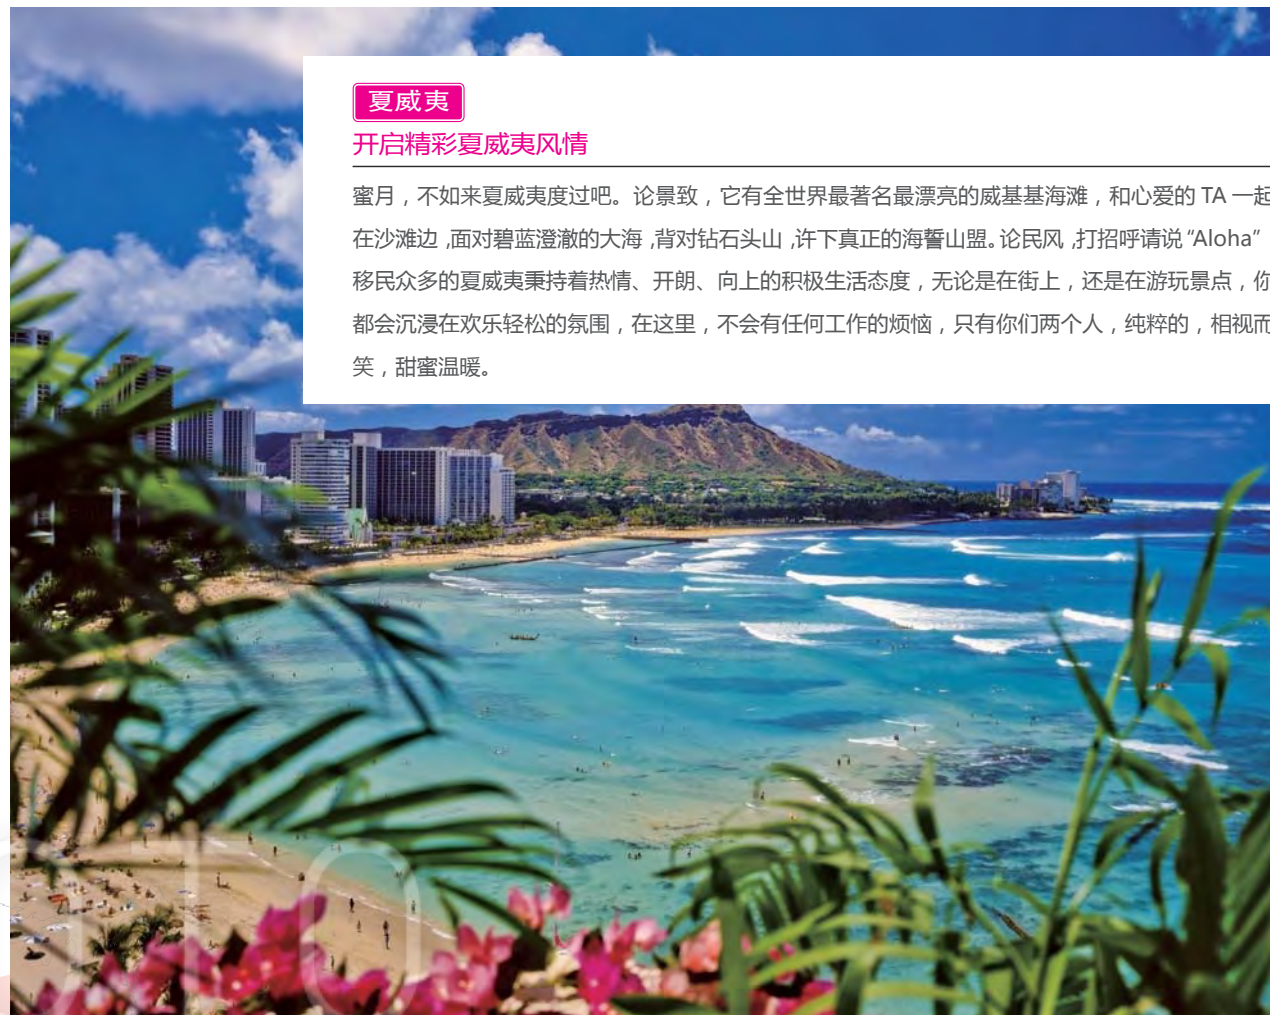 夏威夷
开启精彩夏威夷风情
蜜月，不如来夏威夷度过吧。论景致，它有全世界最著名最漂亮的威基基海滩，和心爱的 TA 一起
在沙滩边，面对碧蓝澄澈的大海，背对钻石头山，许下真正的海誓山盟。论民风，打招呼请说“Aloha”
移民众多的夏威夷秉持着热情、开朗、向上的积极生活态度，无论是在街上，还是在游玩景点，你
都会沉浸在欢乐轻松的氛围，在这里，不会有任何工作的烦恼，只有你们两个人，纯粹的，相视而
笑，甜蜜温暖。